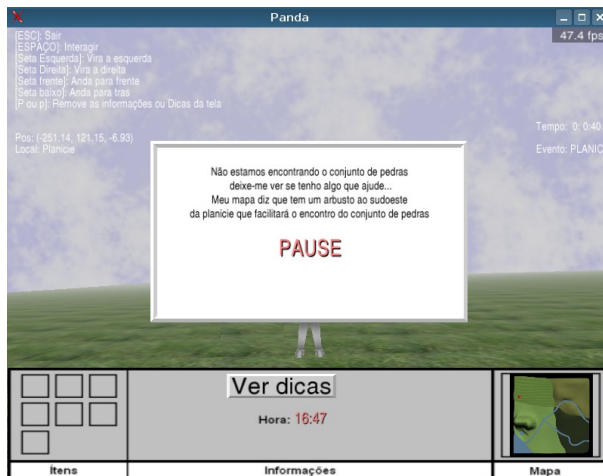 Panda
47.4 fps
[ESC]: Sair
[ESPAÇO]: Interagir
[Seta Esquerda]: Vira a esquerda
[Seta Direita]: Vira a direita
[Seta frente]: Anda para frente
[Seta baixo]: Anda para tras
[P ou p]: Remove as informações ou Dicas da tela
Pos: (-251.14, 121.15, -6.93)
Local: Planicie
Tempo: 0: 0:40
Evento: PLANIC
Não estamos encontrando o conjunto de pedras
deixe-me ver se tenho algo que ajude...
Meu mapa diz que tem um arbusto ao sudoeste
da planicie que facilitará o encontro do conjunto de pedras
PAUSE
Ver dicas
Hora: 16:47
Ítens
Informações
Mapa